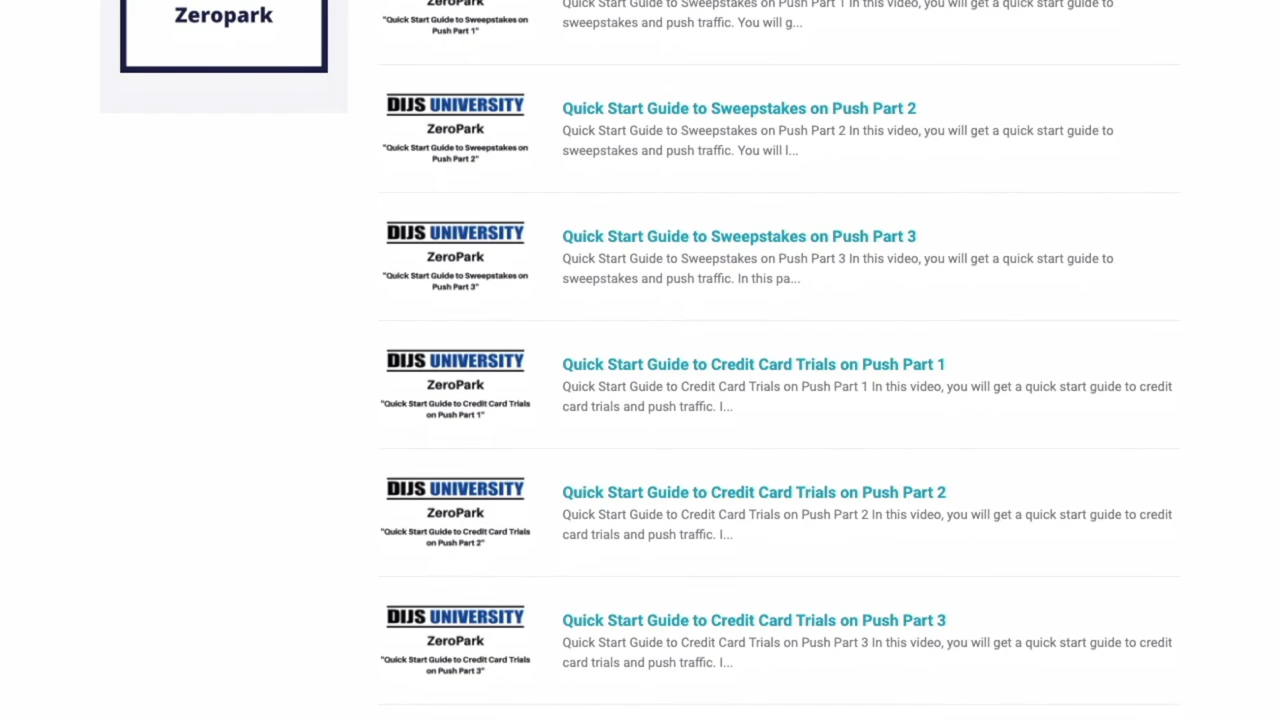 Zeropark
ZeroPark
"Quick Start Guide to Sweepstakes on
Push Part 1"
Quick Start Guide to Sweepstakes on Push Part 1 In this video, you will get a quick start guide to
sweepstakes and push traffic. You will g...
DIJS UNIVERSITY
ZeroPark
"Quick Start Guide to Sweepstakes on
Push Part 2"
Quick Start Guide to Sweepstakes on Push Part 2
Quick Start Guide to Sweepstakes on Push Part 2 In this video, you will get a quick start guide to
sweepstakes and push traffic. You will l...
DIJS UNIVERSITY
ZeroPark
"Quick Start Guide to Sweepstakes on
Push Part 3"
Quick Start Guide to Sweepstakes on Push Part 3
Quick Start Guide to Sweepstakes on Push Part 3 In this video, you will get a quick start guide to
sweepstakes and push traffic. In this pa...
DIJS UNIVERSITY
ZeroPark
"Quick Start Guide to Credit Card Trials
on Push Part 1"
Quick Start Guide to Credit Card Trials on Push Part 1
Quick Start Guide to Credit Card Trials on Push Part 1 In this video, you will get a quick start guide to credit
card trials and push traffic. I...
DIJS UNIVERSITY
ZeroPark
"Quick Start Guide to Credit Card Trials
on Push Part 2"
Quick Start Guide to Credit Card Trials on Push Part 2
Quick Start Guide to Credit Card Trials on Push Part 2 In this video, you will get a quick start guide to credit
card trials and push traffic. I...
DIJS UNIVERSITY
ZeroPark
"Quick Start Guide to Credit Card Trials
on Push Part 3"
Quick Start Guide to Credit Card Trials on Push Part 3
Quick Start Guide to Credit Card Trials on Push Part 3 In this video, you will get a quick start guide to credit
card trials and push traffic. I...